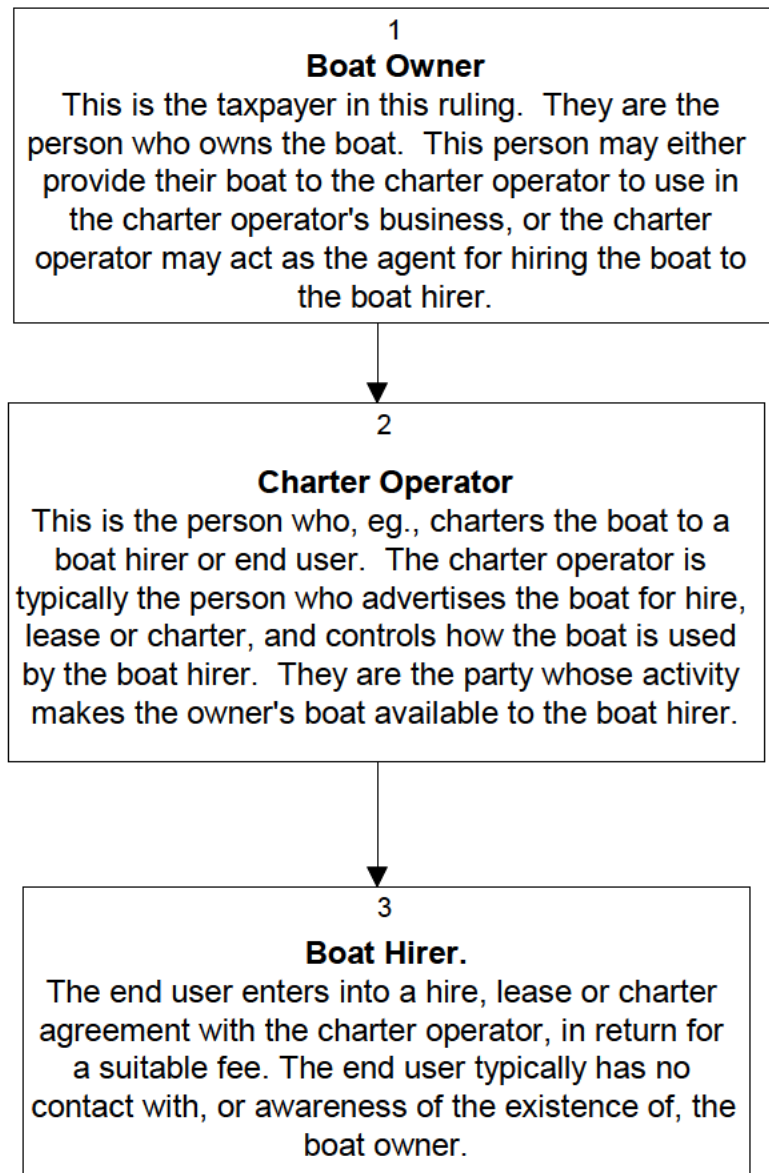 1
Boat Owner
This is the taxpayer in this ruling.  They are the
person who owns the boat.  This person may either
provide their boat to the charter operator to use in
the charter operator's business, or the charter
operator may act as the agent for hiring the boat to
the boat hirer.
2
Charter Operator
This is the person who, eg., charters the boat to a
boat hirer or end user.  The charter operator is
typically the person who advertises the boat for hire,
lease or charter, and controls how the boat is used
by the boat hirer.  They are the party whose activity
makes the owner's boat available to the boat hirer.
3
Boat Hirer.
The end user enters into a hire, lease or charter
agreement with the charter operator, in return for
a suitable fee. The end user typically has no
contact with, or awareness of the existence of, the
boat owner.